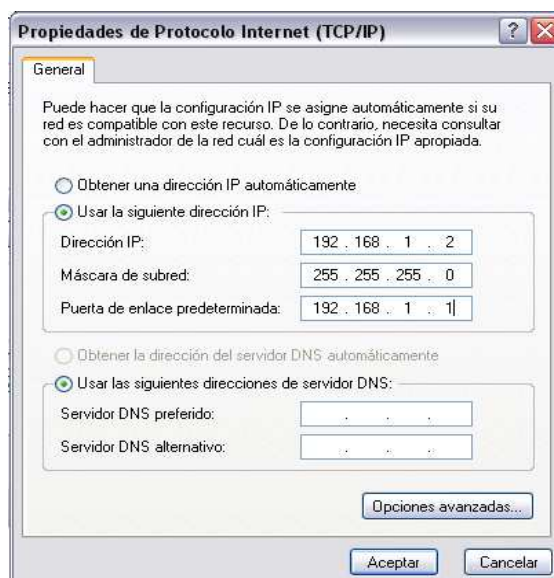 Propiedades de Protocolo Internet (TCP/IP)
General
Puede hacer que la configuración IP se asigne automáticamente si su
red es compatible con este recurso. De lo contrario, necesita consultar
con el administrador de la red cuál es la configuración IP apropiada.
Obtener una dirección IP automáticamente
Usar la siguiente dirección IP:
Dirección IP: 192 . 168 . 1 . 2
Máscara de subred: 255 . 255 . 255 . 0
Puerta de enlace predeterminada: 192 . 168 . 1 . 1
Obtener la dirección del servidor DNS automáticamente
Usar las siguientes direcciones de servidor DNS:
Servidor DNS preferido: . . .
Servidor DNS alternativo: . . .
Opciones avanzadas...
Aceptar Cancelar